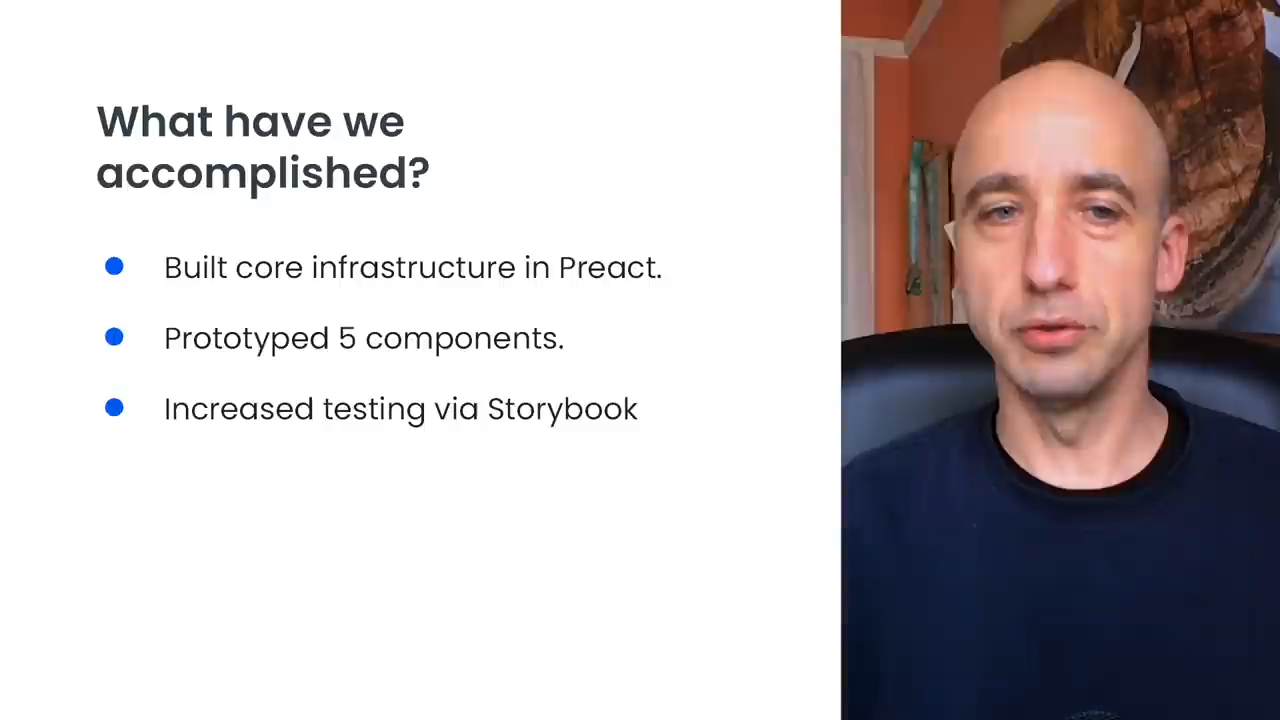 What have we
accomplished?
Built core infrastructure in Preact.
Prototyped 5 components.
Increased testing via Storybook